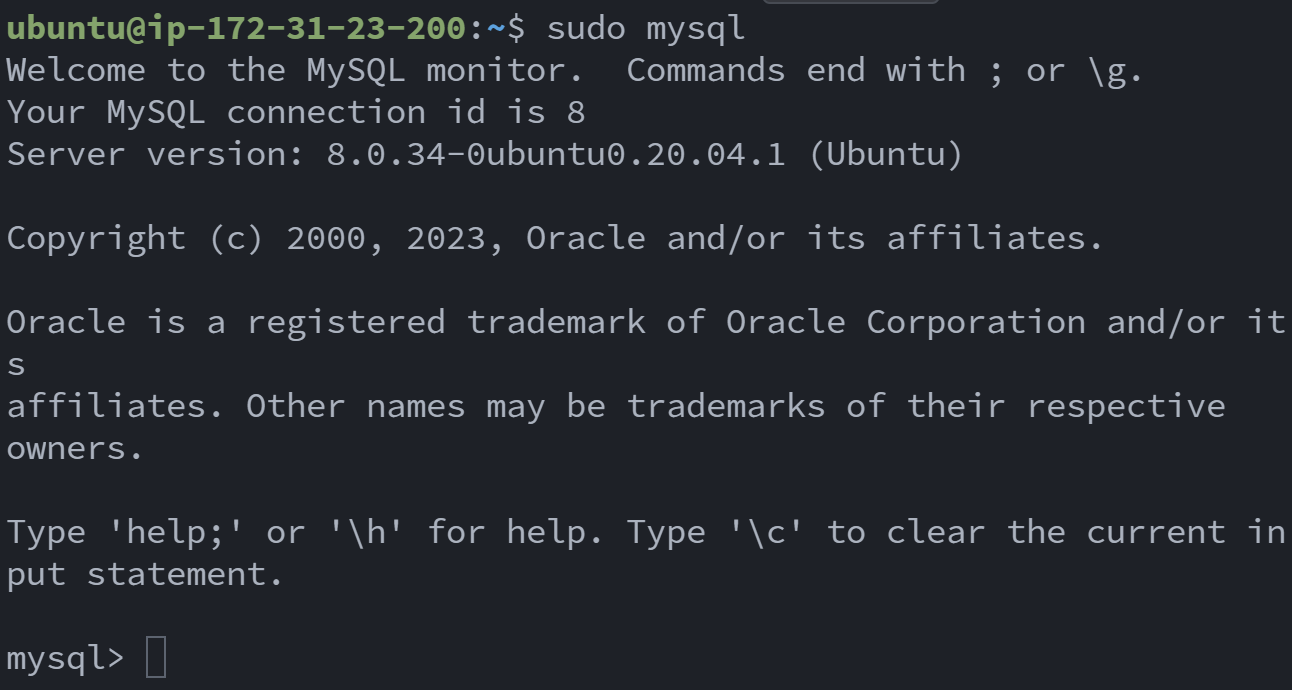 ubuntu@ip-172-31-23-200:~$ sudo mysql
Welcome to the MySQL monitor.  Commands end with ; or \g.
Your MySQL connection id is 8
Server version: 8.0.34-0ubuntu0.20.04.1 (Ubuntu)
Copyright (c) 2000, 2023, Oracle and/or its affiliates.
Oracle is a registered trademark of Oracle Corporation and/or it
s
affiliates. Other names may be trademarks of their respective
owners.
Type 'help;' or '\h' for help. Type '\c' to clear the current in
put statement.
mysql>